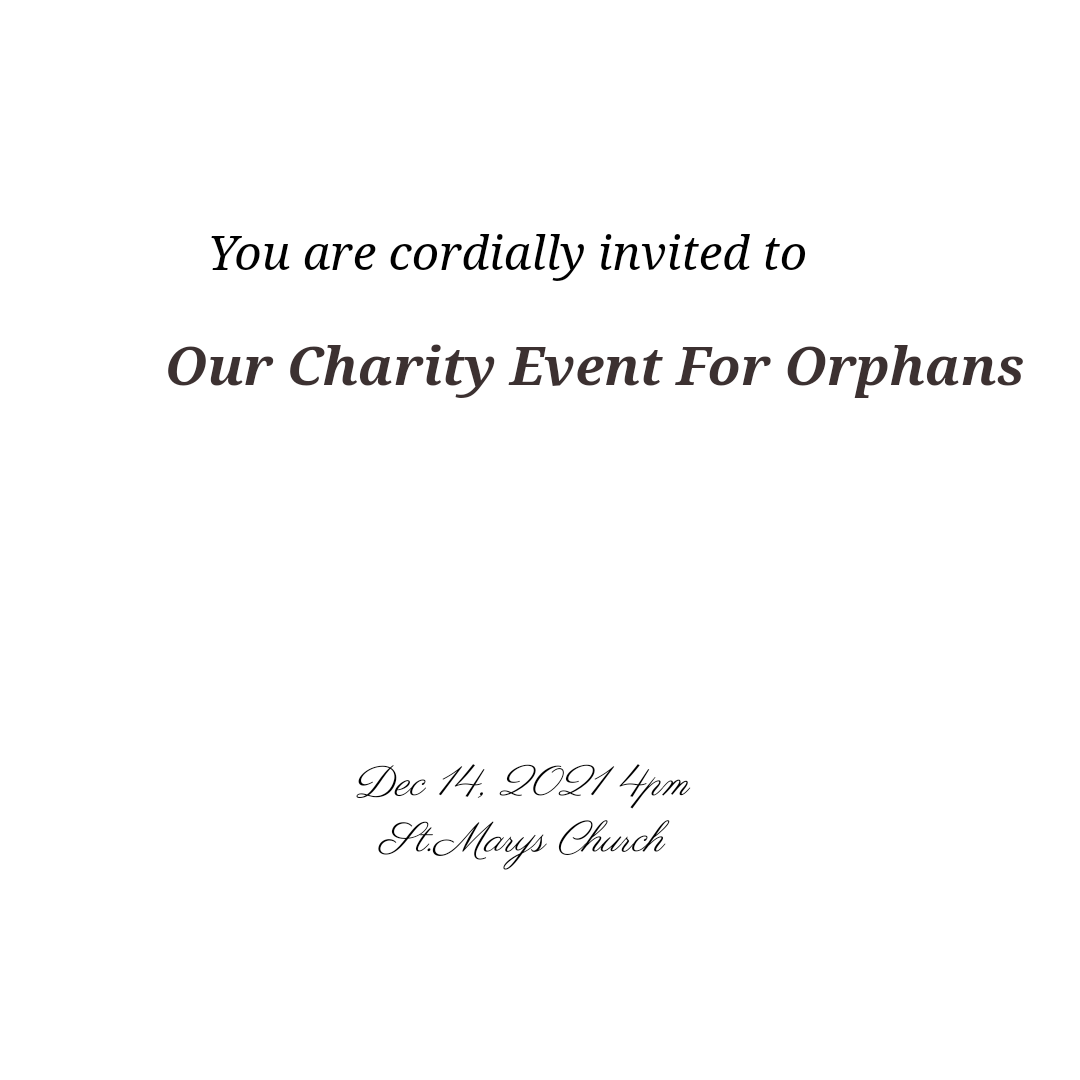 You are cordially invited to
Our Charity Event For Orphans
Dec 14, 2021 4pm
St.Marys Church